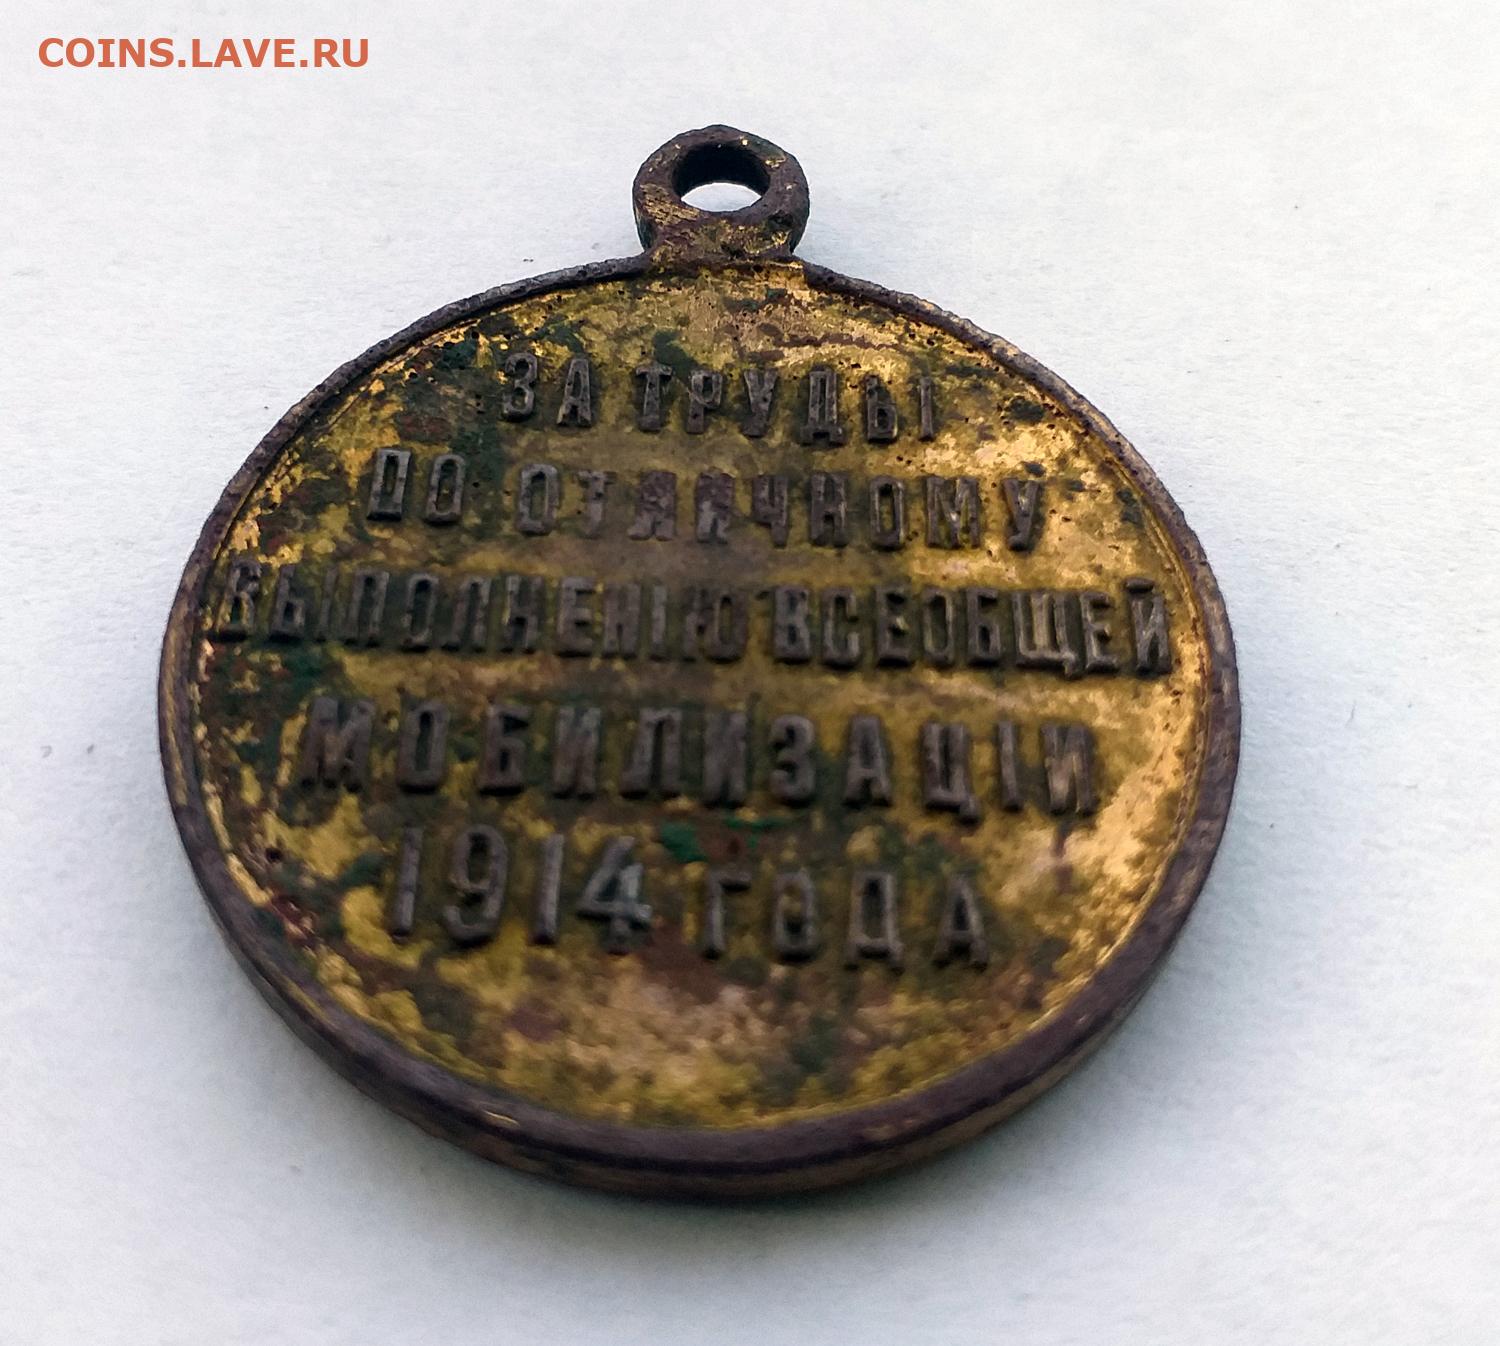 COINS.LAVE.RU
ЗА ТРУДЫ
ПО ОТЛИЧНОМУ
ВЫПОЛНЕНІЮ ВСЕОБЩЕЙ
МОБИЛИЗАЦІИ
1914 ГОДА